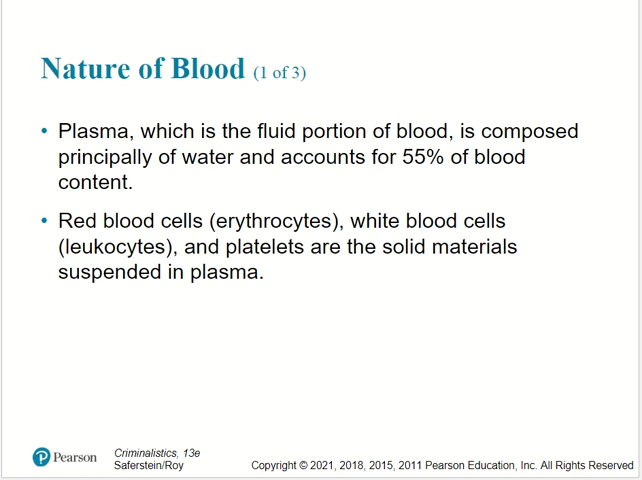 Nature of Blood (1 of 3)
• Plasma, which is the fluid portion of blood, is composed
principally of water and accounts for 55% of blood
content.
• Red blood cells (erythrocytes), white blood cells
(leukocytes), and platelets are the solid materials
suspended in plasma.
P Pearson
Criminalistics, 13e
Saferstein/Roy
Copyright © 2021, 2018, 2015, 2011 Pearson Education, Inc. All Rights Reserved